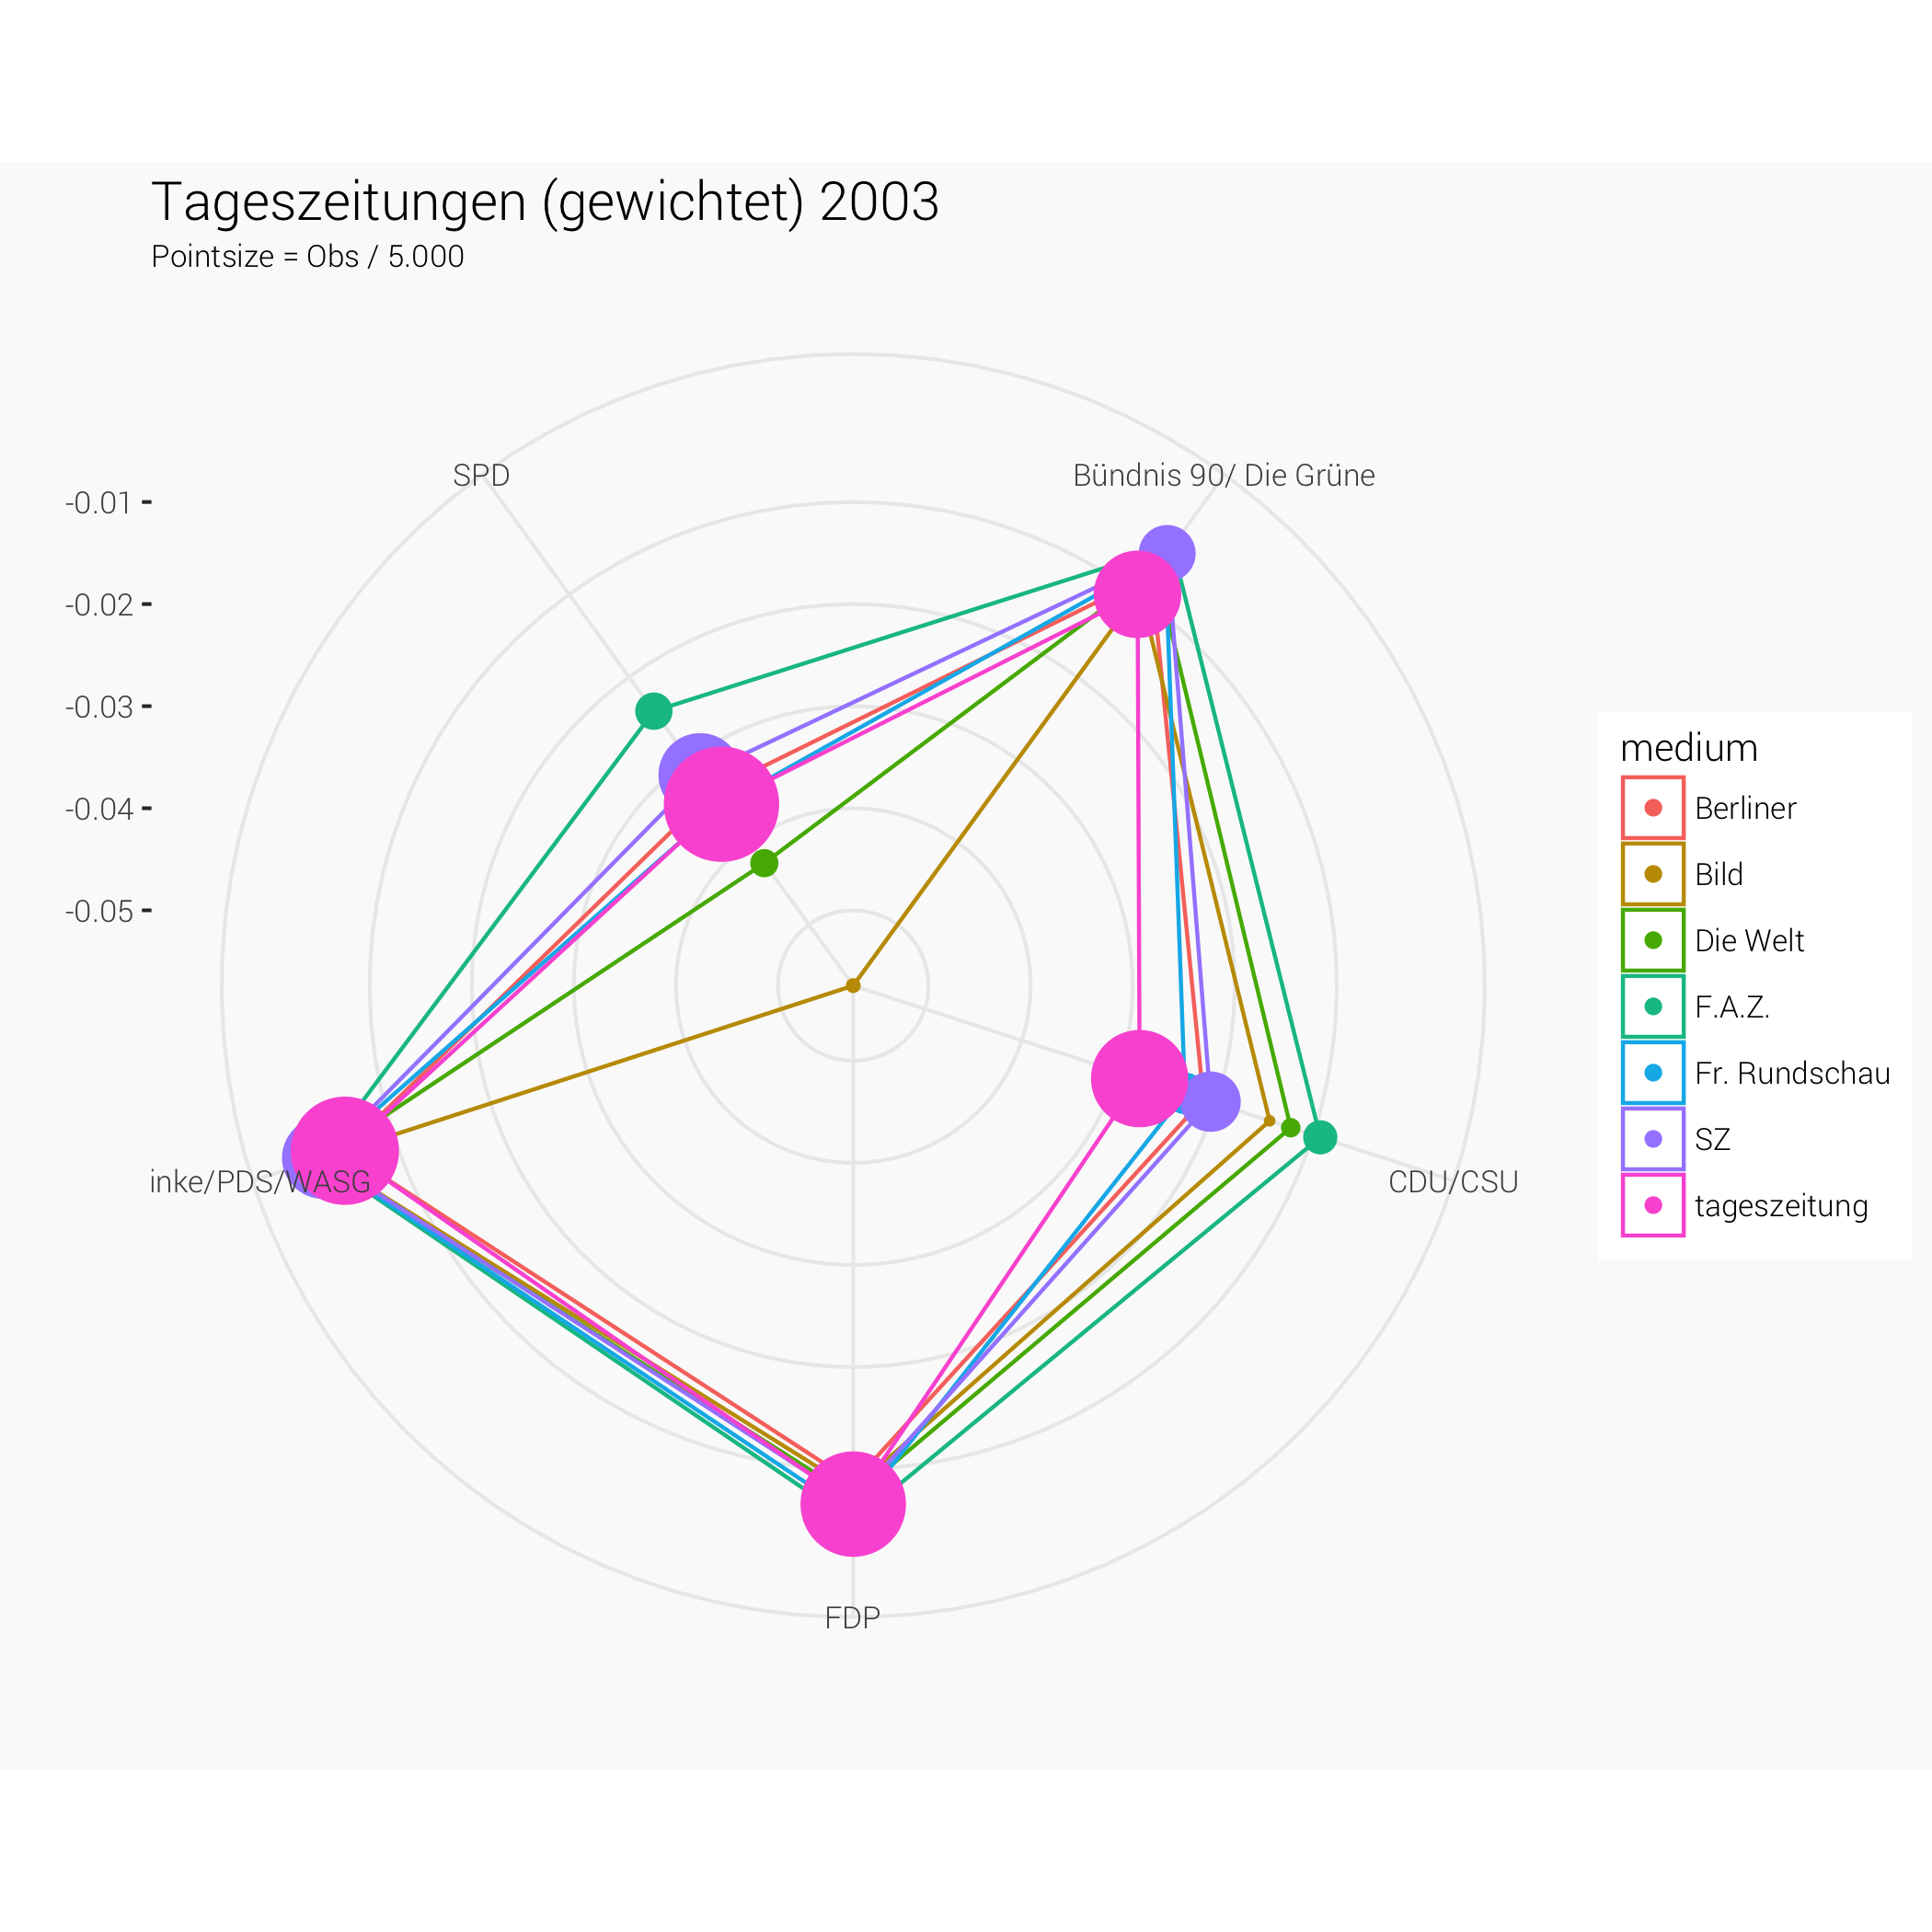 Tageszeitungen (gewichtet) 2003
Pointsize = Obs / 5.000
SPD
Bündnis 90/ Die Grüne
-0.01
-0.02
-0.03
-0.04
-0.05
inke/PDS/WASG
CDU/CSU
FDP
medium
Berliner
Bild
Die Welt
F.A.Z.
Fr. Rundschau
SZ
tageszeitung